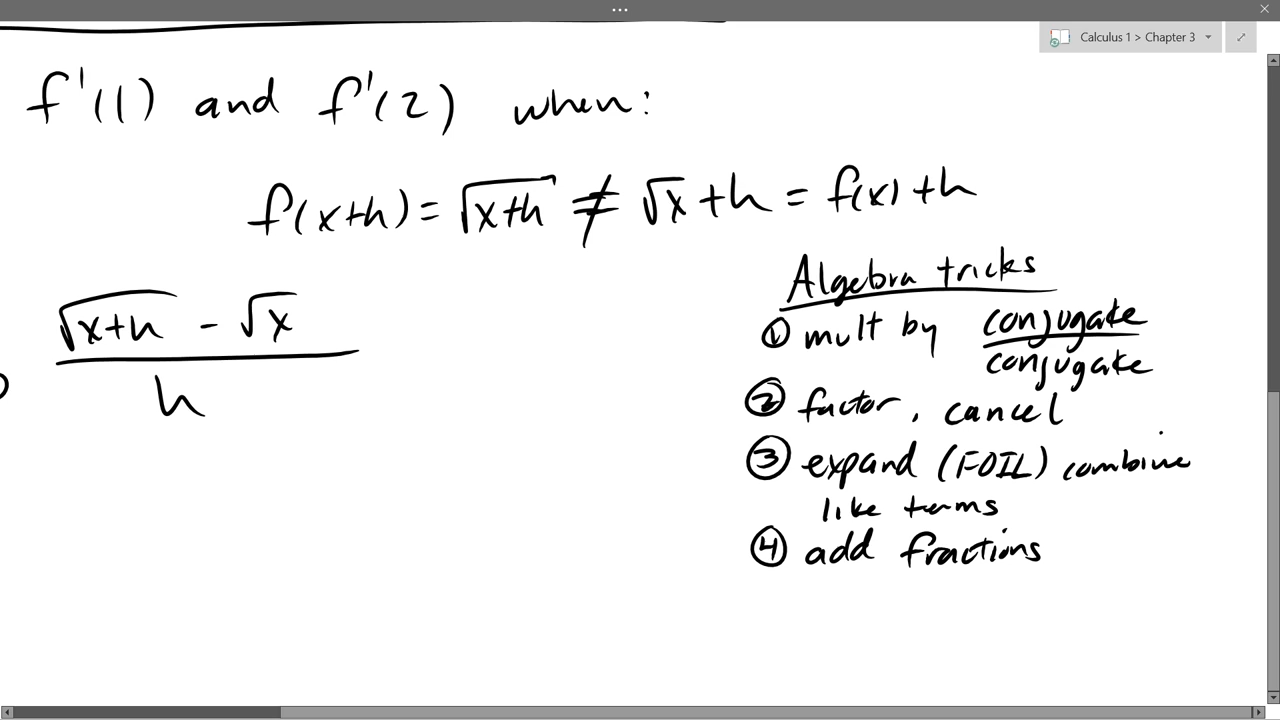 Calculus 1 > Chapter 3
f'(1) and f'(2) when:
f(x+h) = √x+h ≠ √x + h = f(x) + h
Algebra tricks
① mult by conjugate
conjugate
② factor, cancel
③ expand (FOIL) combine
like terms
④ add fractions
√x+h - √x
h